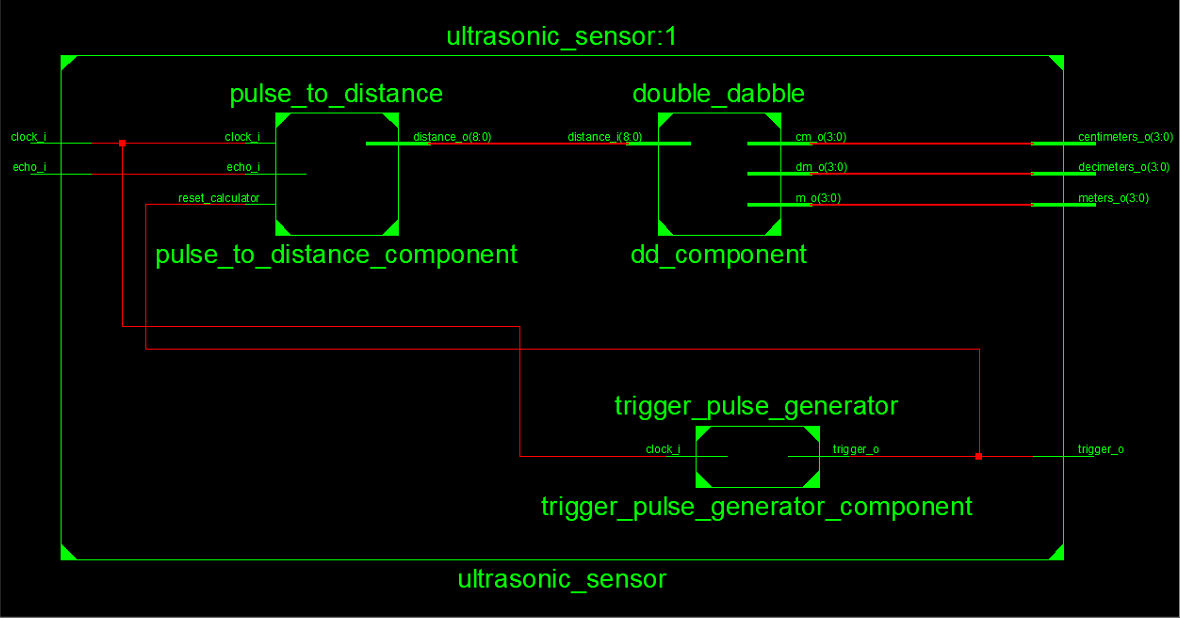 ultrasonic_sensor:1
pulse_to_distance
double_dabble
clock_i
clock_i
distance_o(8:0)
distance_i(8:0)
cm_o(3:0)
centimeters_o(3:0)
echo_i
echo_i
dm_o(3:0)
decimeters_o(3:0)
reset_calculator
m_o(3:0)
meters_o(3:0)
pulse_to_distance_component
dd_component
trigger_pulse_generator
clock_i
trigger_o
trigger_o
trigger_pulse_generator_component
ultrasonic_sensor